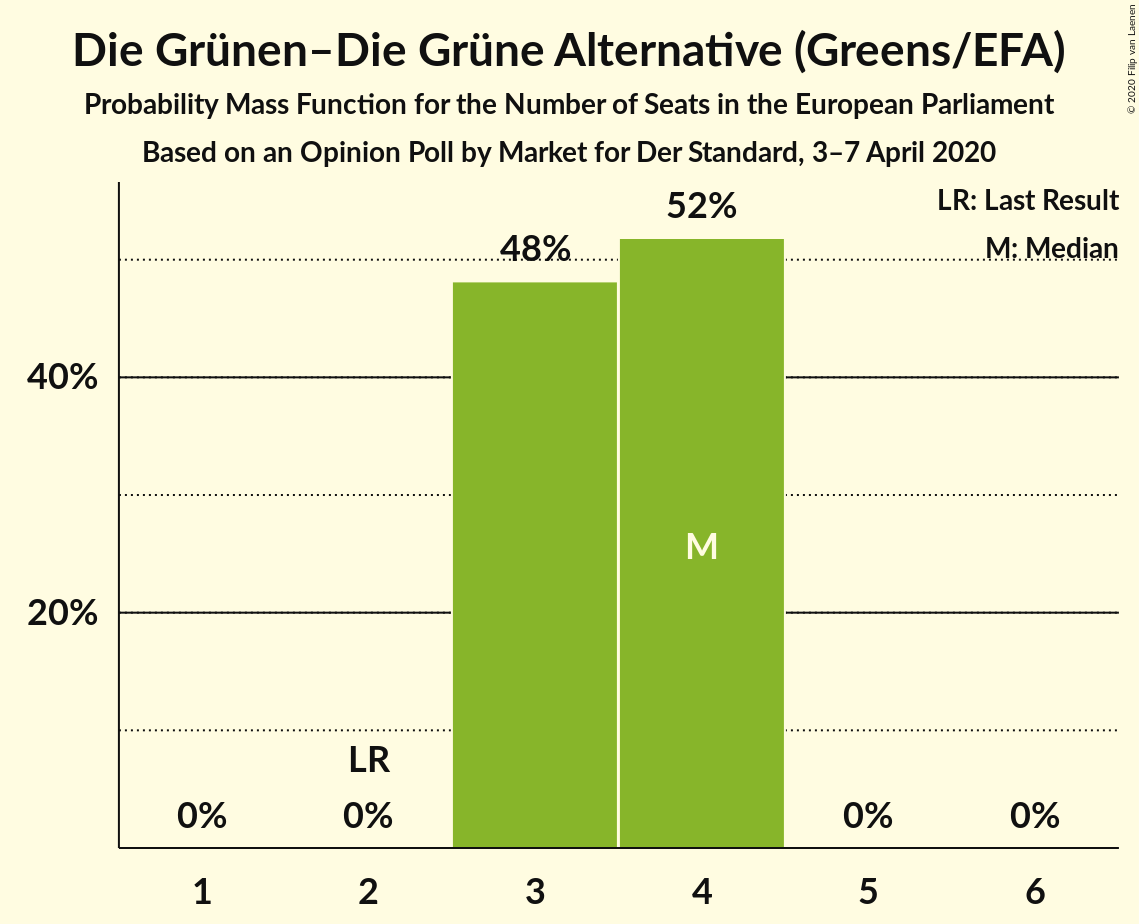 Die Grünen–Die Grüne Alternative (Greens/EFA)
Probability Mass Function for the Number of Seats in the European Parliament
Based on an Opinion Poll by Market for Der Standard, 3–7 April 2020
© 2020 Filip van Laenen
LR: Last Result
M: Median
52%
48%
40%
20%
M
LR
0%
0%
0%
0%
1
2
3
4
5
6